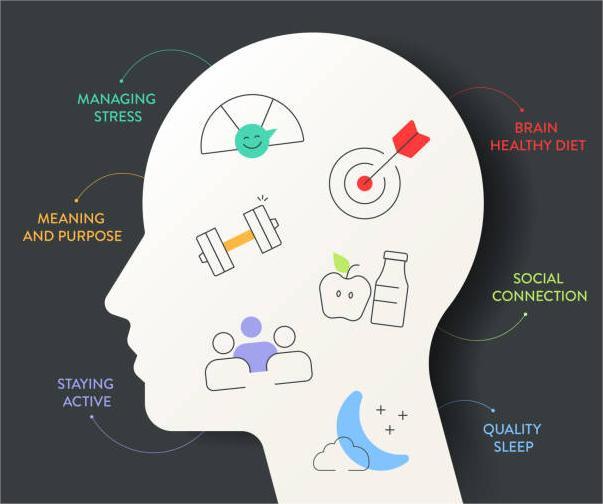 MANAGING
STRESS
BRAIN
HEALTHY DIET
MEANING
AND PURPOSE
SOCIAL
CONNECTION
STAYING
ACTIVE
QUALITY
SLEEP